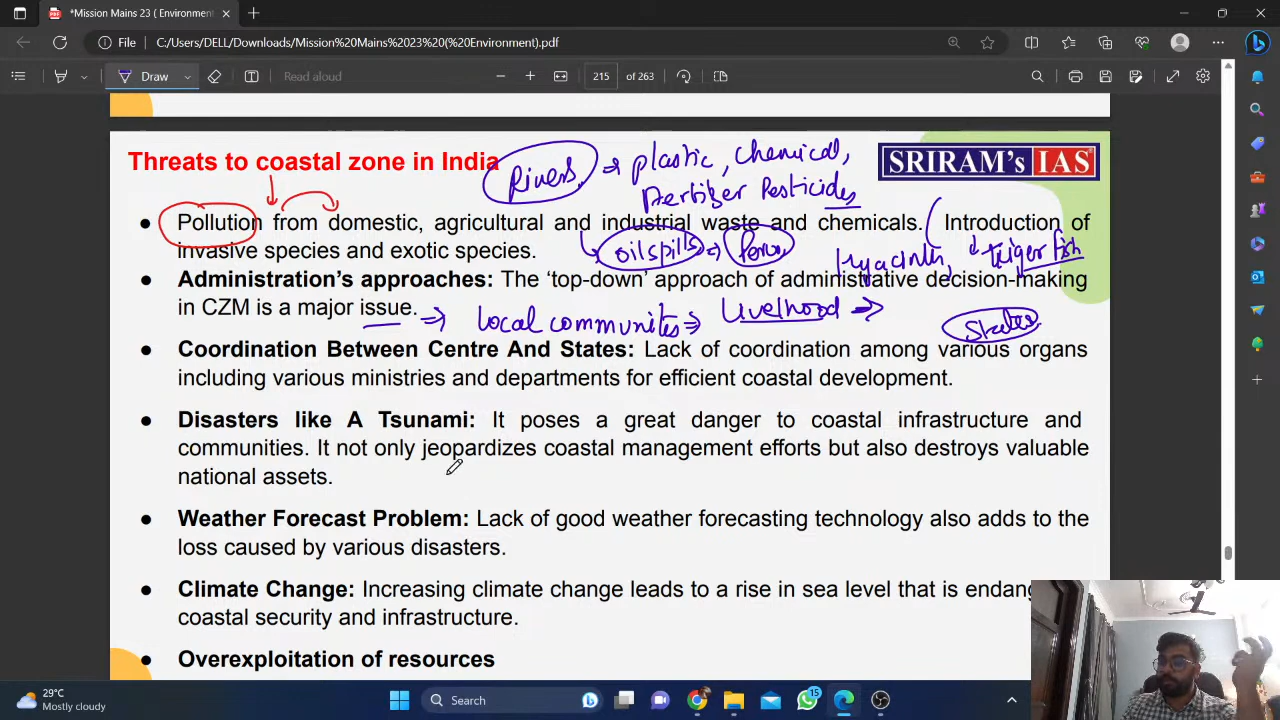 *Mission Mains 23 ( Environment
File C:/Users/DELL/Downloads/Mission%20Mains%2023%20(%20Environment).pdf
Draw Read aloud 215 of 263
Threats to coastal zone in India
SRIRAM's IAS
Rivers ⇒ plastic, Chemical,
Pertilizer Pesticides
Pollution from domestic, agricultural and industrial waste and chemicals. Introduction of
invasive species and exotic species.
oil spills ⇒
Hyacinth, ↓ trigerfish
Administration's approaches: The 'top-down' approach of administrative decision-making
in CZM is a major issue.
⇒ local communites ⇒ Livelhood ⇒
States
Coordination Between Centre And States: Lack of coordination among various organs
including various ministries and departments for efficient coastal development.
Disasters like A Tsunami: It poses a great danger to coastal infrastructure and
communities. It not only jeopardizes coastal management efforts but also destroys valuable
national assets.
Weather Forecast Problem: Lack of good weather forecasting technology also adds to the
loss caused by various disasters.
Climate Change: Increasing climate change leads to a rise in sea level that is endang
coastal security and infrastructure.
Overexploitation of resources
29°C
Mostly cloudy
Search
15